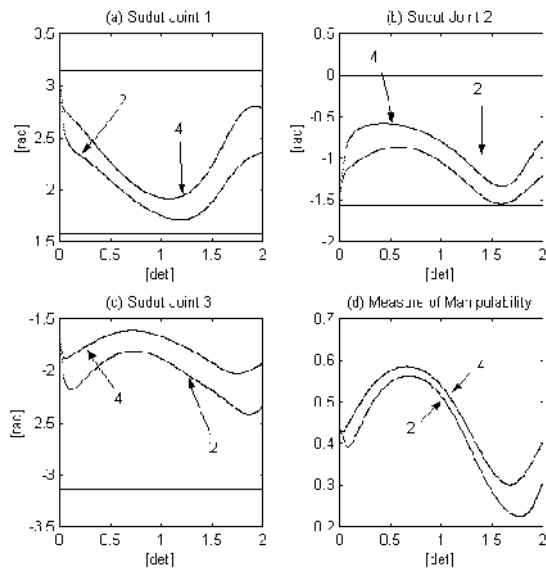 (a) Sudut Joint 1
3.5
3
2.5
2
1.5
[rad]
2
4
0 0.5 1 1.5 2
[det]
(b) Sudut Joint 2
0.5
0
-0.5
-1
-1.5
-2
[rad]
4
2
0 0.5 1 1.5 2
[det]
(c) Sudut Joint 3
-1.5
-2
-2.5
-3
-3.5
[rad]
4
2
0 0.5 1 1.5 2
[det]
(d) Measure of Manipulability
0.7
0.6
0.5
0.4
0.3
0.2
4
2
0 0.5 1 1.5 2
[det]